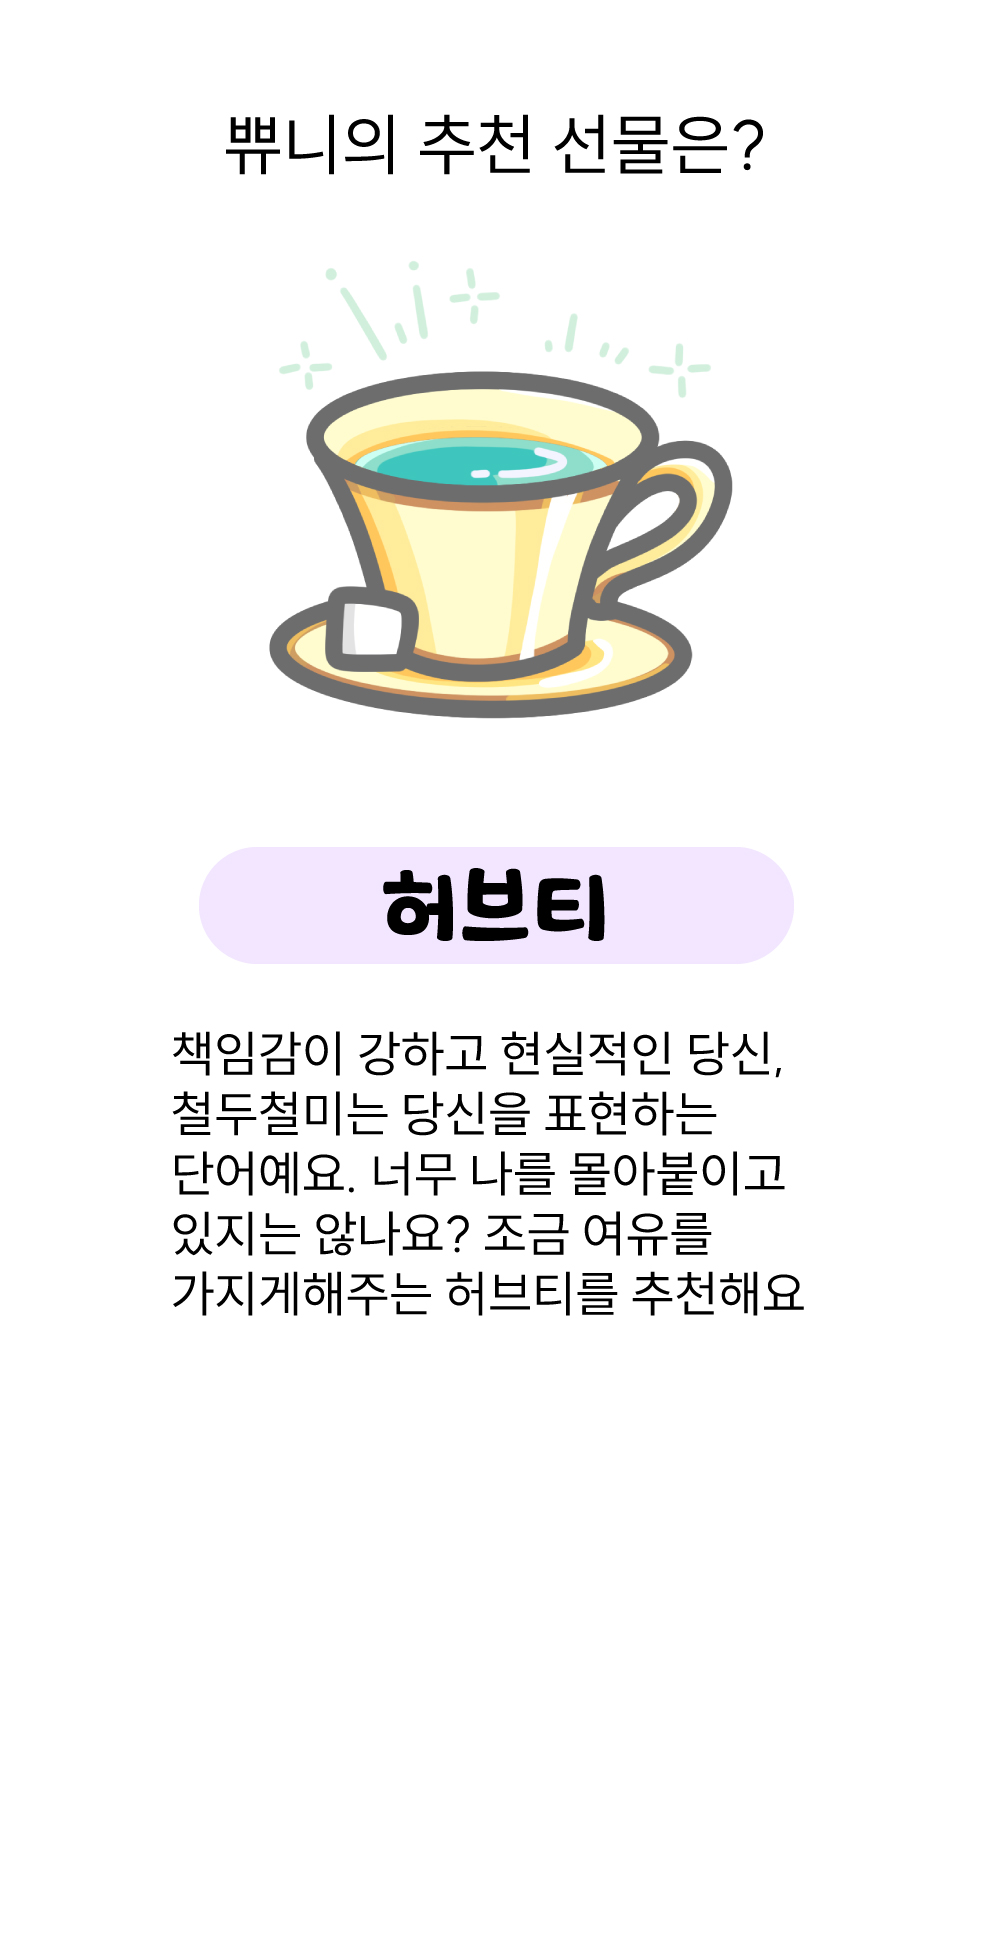 쀼니의 추천 선물은?
허브티
책임감이 강하고 현실적인 당신,
철두철미는 당신을 표현하는
단어예요. 너무 나를 몰아붙이고
있지는 않나요? 조금 여유를
가지게해주는 허브티를 추천해요